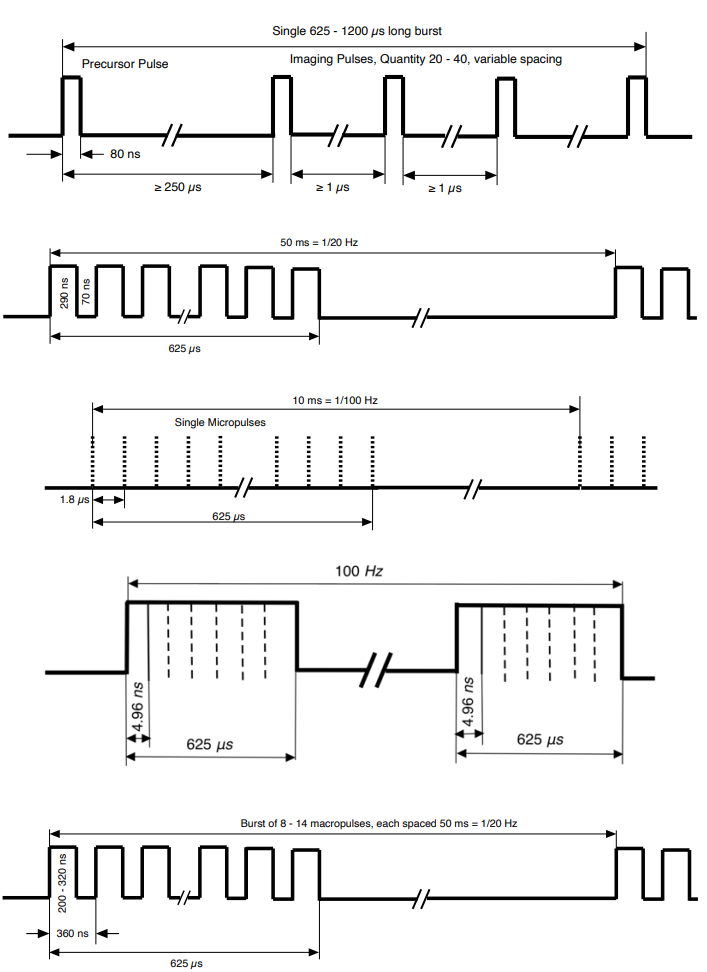 Single 625 - 1200 µs long burst
Precursor Pulse
Imaging Pulses, Quantity 20 - 40, variable spacing
80 ns
≥ 250 µs
≥ 1 µs
≥ 1 µs
50 ms = 1/20 Hz
290 ns
70 ns
625 µs
10 ms = 1/100 Hz
Single Micropulses
1.8 µs
625 µs
100 Hz
4.96 ns
625 µs
4.96 ns
625 µs
Burst of 8 - 14 macropulses, each spaced 50 ms = 1/20 Hz
200 - 320 ns
360 ns
625 µs